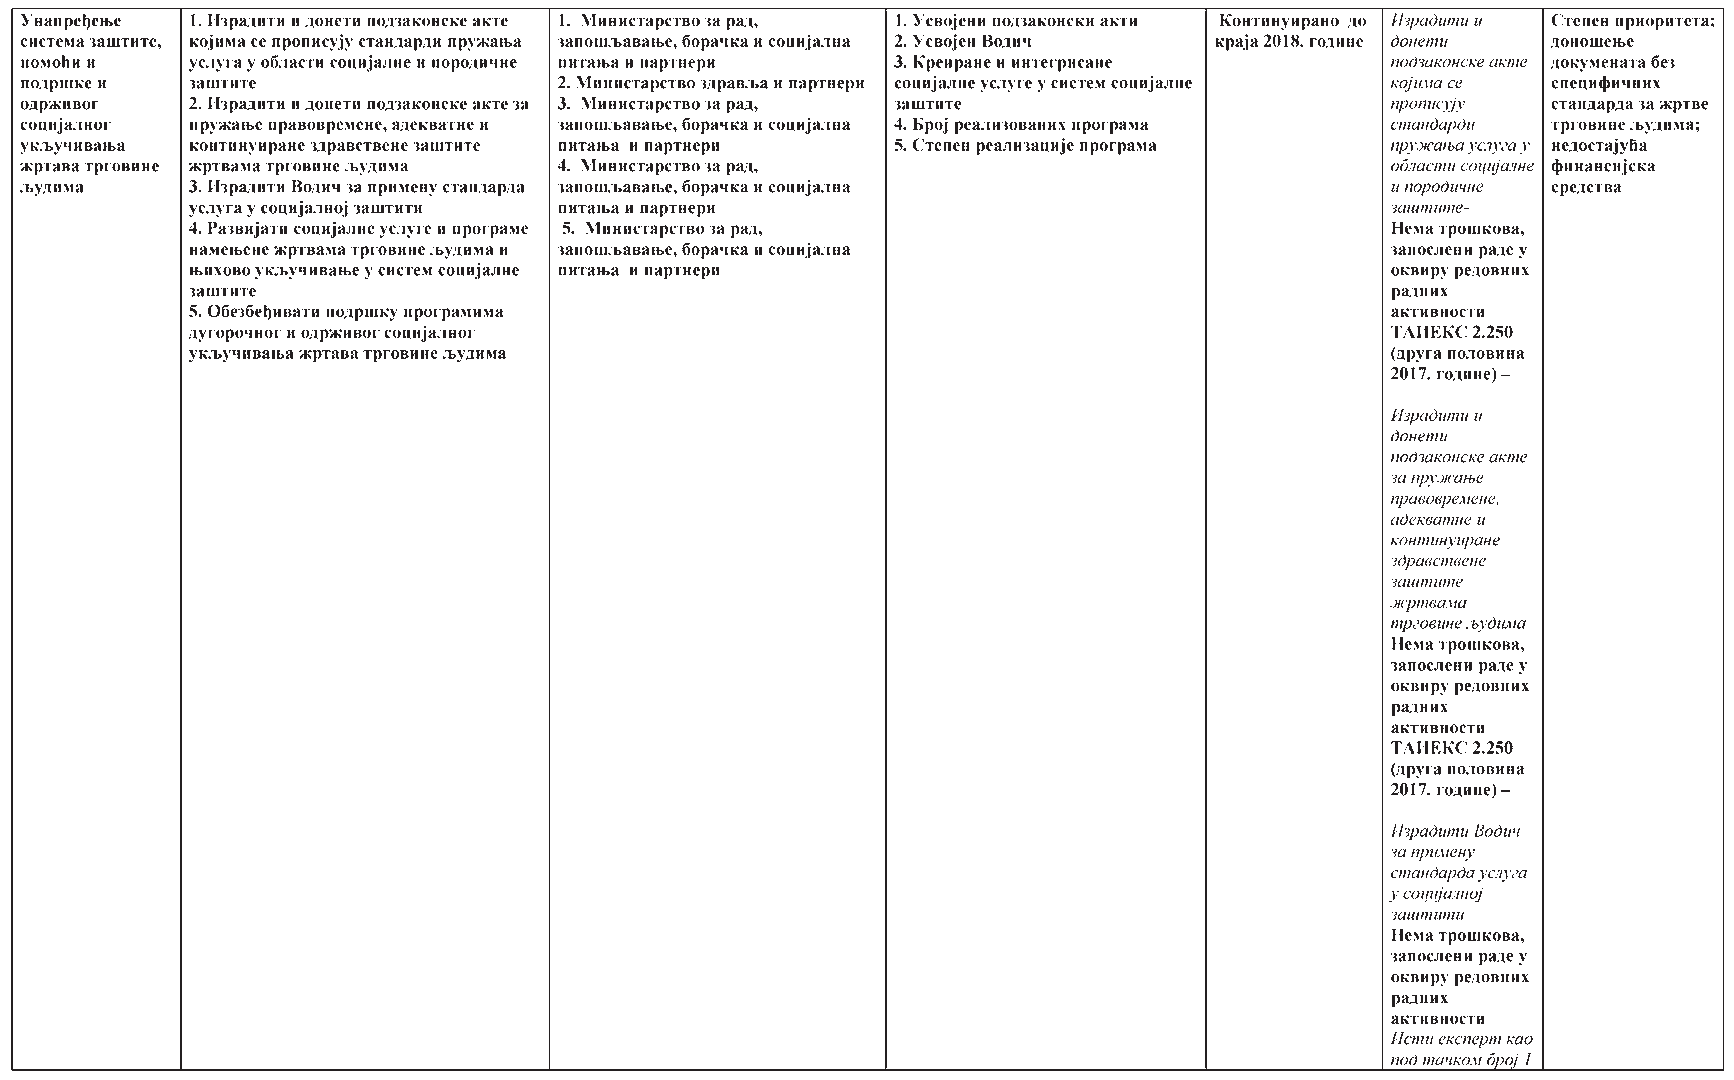 Унапређење
система заштите,
помоћи и
подршке и
одрживог
социјалног
укључивања
жртава трговине
људима
1. Израдити и донети подзаконске акте
којима се прописују стандарди пружања
услуга у области социјалне и породичне
заштите
2. Израдити и донети подзаконске акте за
пружање правовремене, адекватне и
континуиране здравствене заштите
жртвама трговине људима
3. Израдити Водич за примену стандарда
услуга у социјалној заштити
4. Развијати социјалне услуге и програме
намењене жртвама трговине људима и
њихово укључивање у систем социјалне
заштите
5. Обезбеђивати подршку програмима
дугорочног и одрживог социјалног
укључивања жртава трговине људима
1. Министарство за рад,
запошљавање, борачка и социјална
питања и партнери
2. Министарство здравља и партнери
3. Министарство за рад,
запошљавање, борачка и социјална
питања и партнери
4. Министарство за рад,
запошљавање, борачка и социјална
питања и партнери
5. Министарство за рад,
запошљавање, борачка и социјална
питања и партнери
1. Усвојени подзаконски акти
2. Усвојен Водич
3. Креиране и интегрисане
социјалне услуге у систем социјалне
заштите
4. Број реализованих програма
5. Степен реализације програма
Континуирано до
краја 2018. године
Израдити и
донети
подзаконске акте
којима се
прописују
стандарди
пружања услуга у
области социјалне
и породичне
заштите-
Нема трошкова,
запослени раде у
оквиру редовних
радних
активности
ТАИЕКС 2.250
(друга половина
2017. године) –
Израдити и
донети
подзаконске акте
за пружање
правовремене,
адекватне и
континуиране
здравствене
заштите
жртвама
трговине људима
Нема трошкова,
запослени раде у
оквиру редовних
радних
активности
ТАИЕКС 2.250
(друга половина
2017. године) –
Израдити Водич
за примену
стандарда услуга
у социјалној
заштити
Нема трошкова,
запослени раде у
оквиру редовних
радних
активности
Исти експерт као
под тачком број 1
Степен приоритета;
доношење
докумената без
специфичних
стандарда за жртве
трговине људима;
недостајућа
финансијска
средства